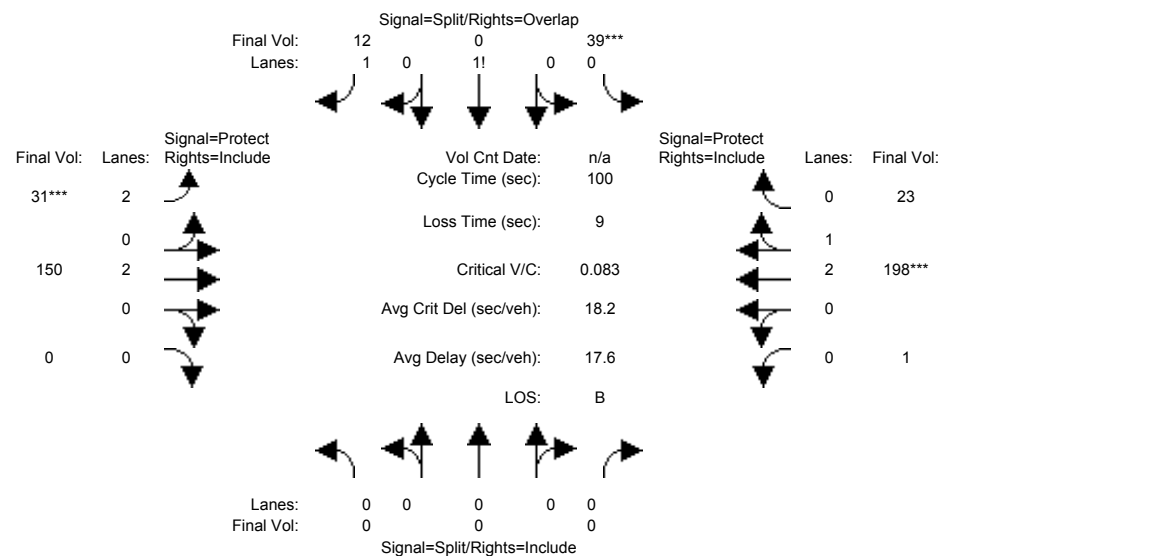 Signal=Split/Rights=Overlap
Final Vol: 12 0 39***
Lanes: 1 0 1! 0 0
Signal=Protect Signal=Protect
Final Vol: Lanes: Rights=Include Vol Cnt Date: n/a Rights=Include Lanes: Final Vol:
Cycle Time (sec): 100
31*** 2 0 23
Loss Time (sec): 9
0 1
150 2 Critical V/C: 0.083 2 198***
0 Avg Crit Del (sec/veh): 18.2 0
0 0 Avg Delay (sec/veh): 17.6 0 1
LOS: B
Lanes: 0 0 0 0 0
Final Vol: 0 0 0
Signal=Split/Rights=Include